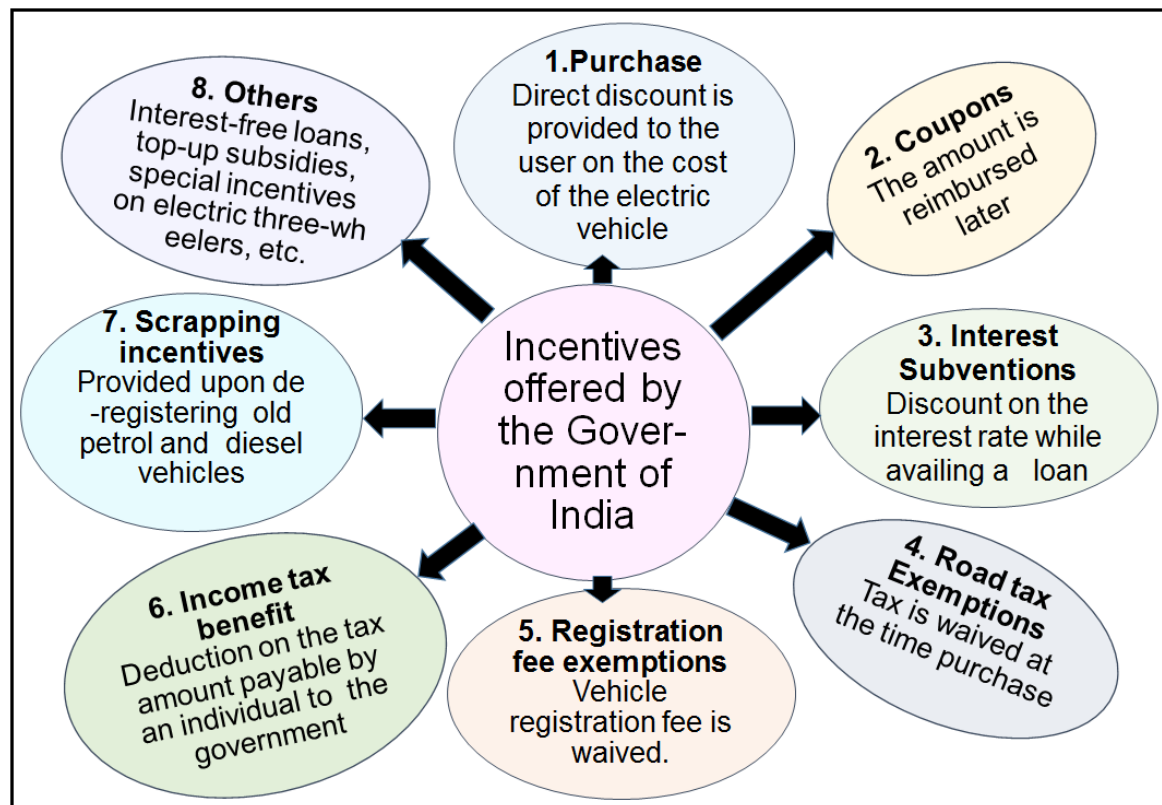 1.Purchase
Direct discount is
provided to the
user on the cost
of the electric
vehicle
2. Coupons
The amount is
reimbursed
later
3. Interest
Subventions
Discount on the
interest rate while
availing a loan
4. Road tax
Exemptions
Tax is waived at
the time purchase
5. Registration
fee exemptions
Vehicle
registration fee is
waived.
6. Income tax
benefit
Deduction on the tax
amount payable by
an individual to the
government
7. Scrapping
incentives
Provided upon de
-registering old
petrol and diesel
vehicles
8. Others
Interest-free loans,
top-up subsidies,
special incentives
on electric three-wh
eelers, etc.
Incentives
offered by
the Gover-
nment of
India